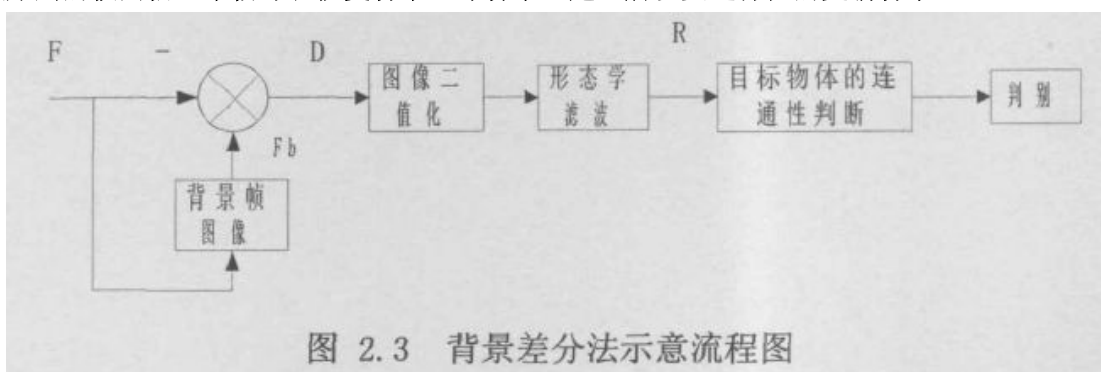 F
-
D
R
图像二
值化
形态学
滤波
目标物体的连
通性判断
判别
Fb
背景帧
图像
图 2.3 背景差分法示意流程图